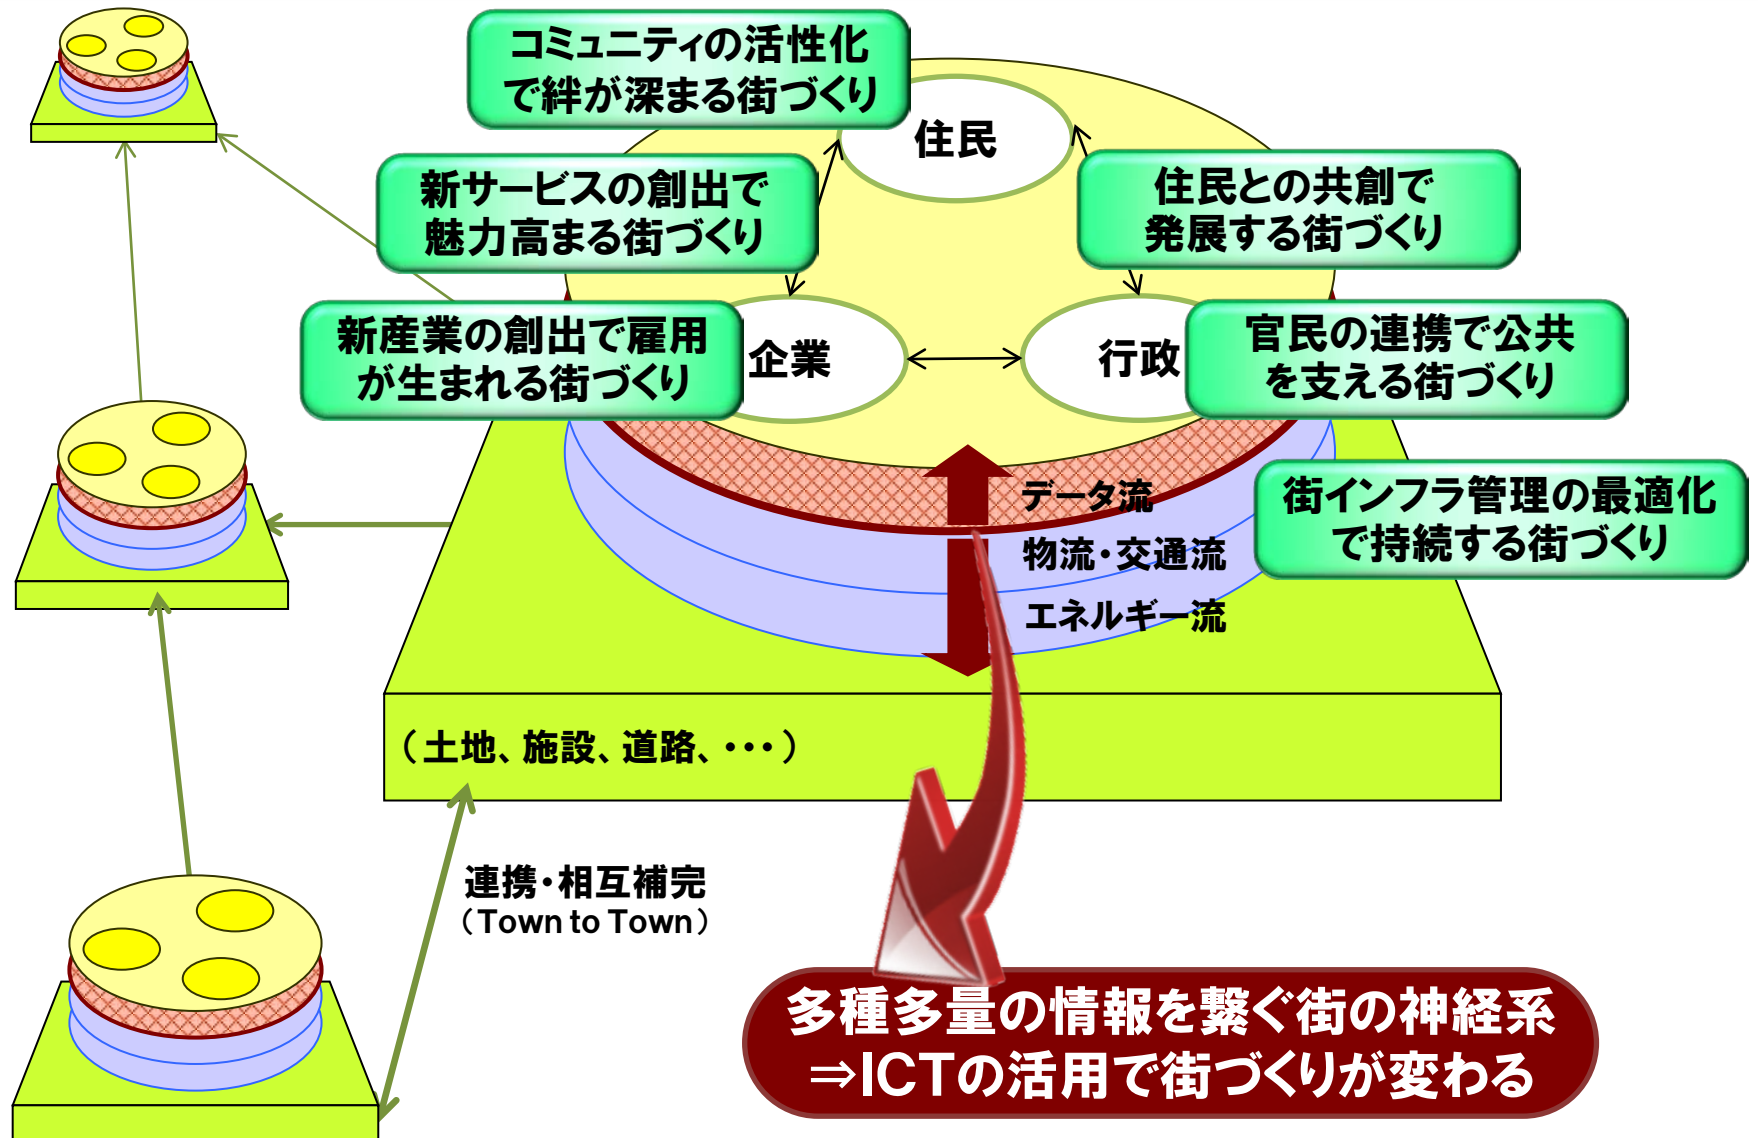 コミュニティの活性化
で絆が深まる街づくり
住民
新サービスの創出で
魅力高まる街づくり
住民との共創で
発展する街づくり
新産業の創出で雇用
が生まれる街づくり
企業
行政
官民の連携で公共
を支える街づくり
データ流
物流・交通流
エネルギー流
街インフラ管理の最適化
で持続する街づくり
（土地、施設、道路、・・・）
連携・相互補完
（Town to Town）
多種多量の情報を繋ぐ街の神経系
⇒ICTの活用で街づくりが変わる